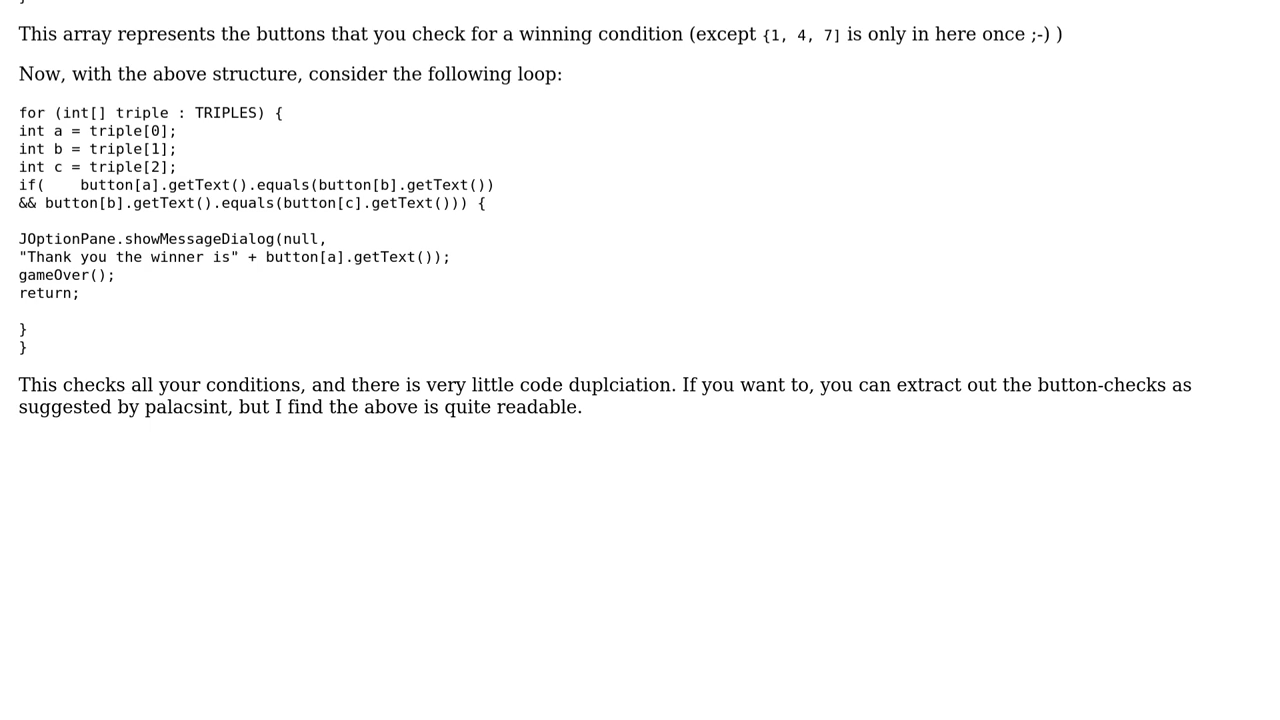 }
This array represents the buttons that you check for a winning condition (except {1, 4, 7] is only in here once ;-) )
Now, with the above structure, consider the following loop:
for (int[] triple : TRIPLES) {
int a = triple[0];
int b = triple[1];
int c = triple[2];
if(    button[a].getText().equals(button[b].getText())
&& button[b].getText().equals(button[c].getText())) {
JOptionPane.showMessageDialog(null,
"Thank you the winner is" + button[a].getText());
gameOver();
return;
}
}
This checks all your conditions, and there is very little code duplciation. If you want to, you can extract out the button-checks as
suggested by palacsint, but I find the above is quite readable.